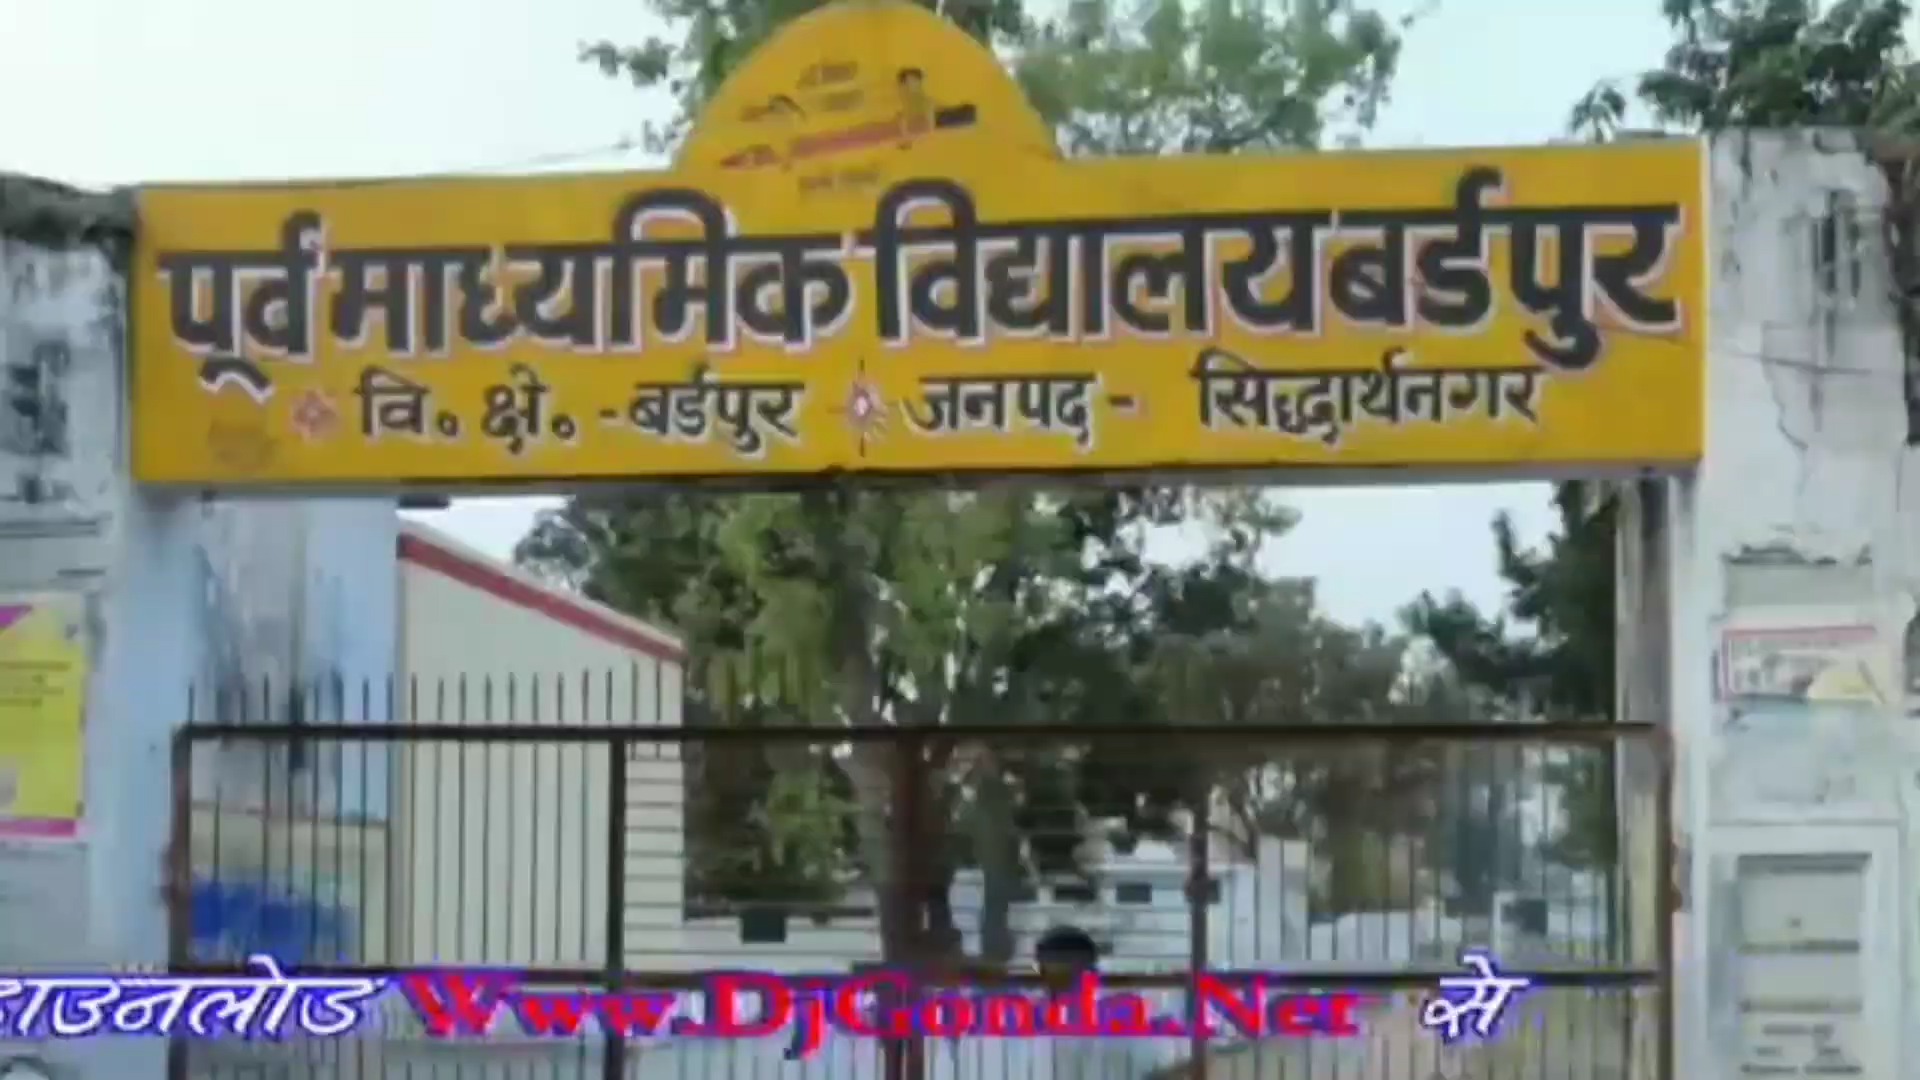 पूर्व माध्यमिक विद्यालय बर्डपुर
वि० क्षे० - बर्डपुर जनपद - सिद्धार्थनगर
डाउनलोड Www.DjGonda.Net से